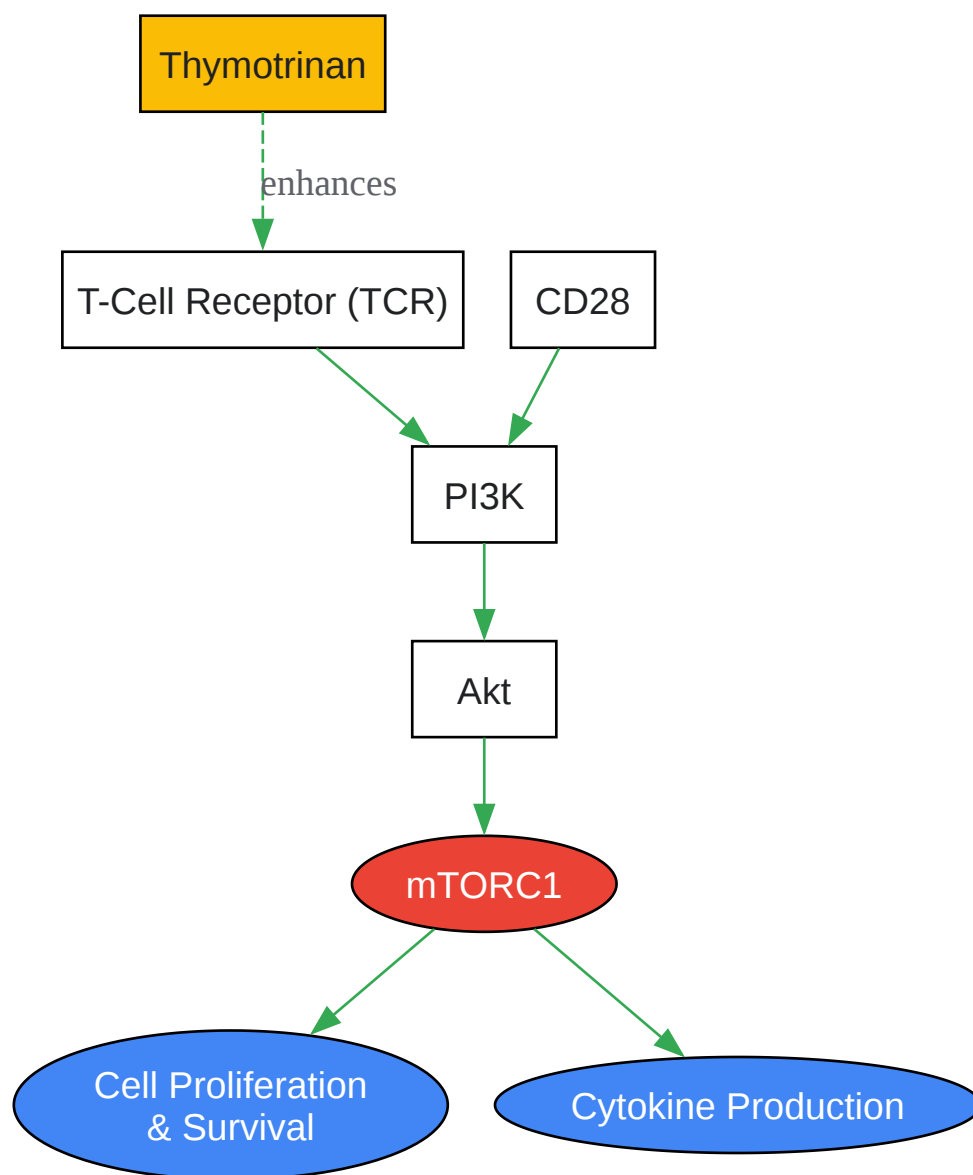 Thymotrinan
enhances
T-Cell Receptor (TCR)
CD28
PI3K
Akt
mTORC1
Cell Proliferation
& Survival
Cytokine Production